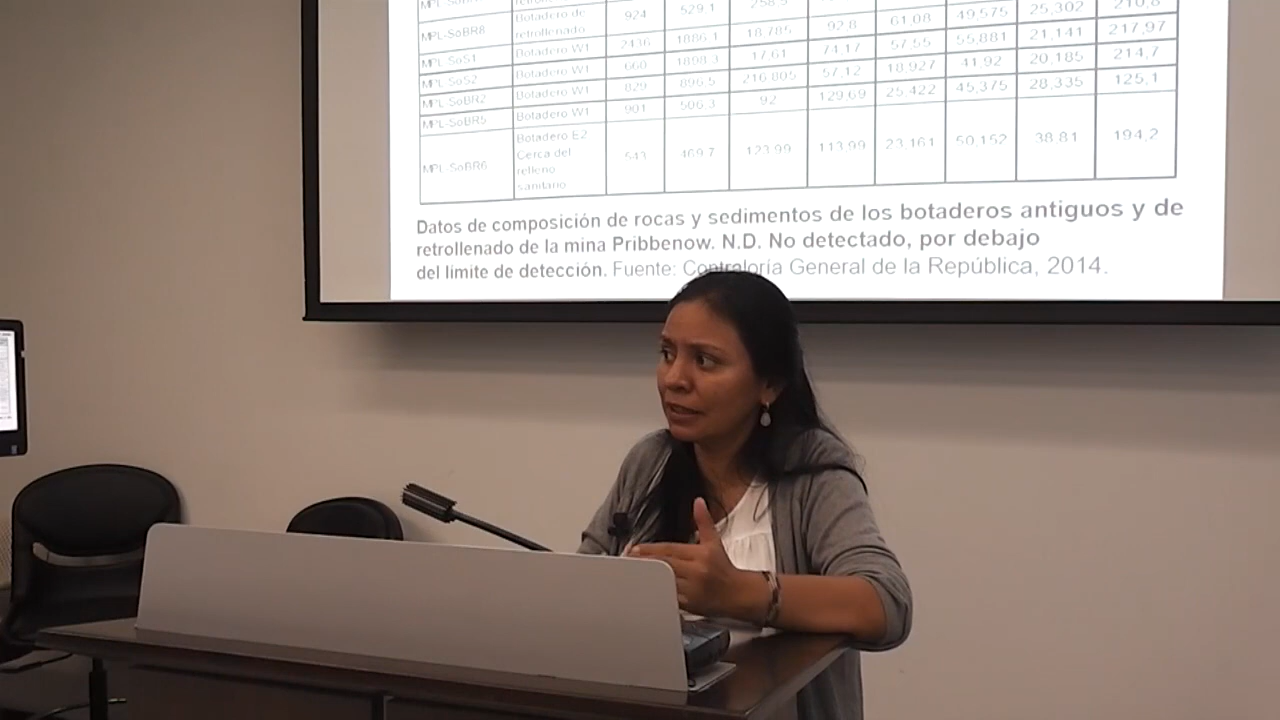 Botadero de
MPL-SoBR8 retrollenado 924 529.1 258.5 92.8 61,08 49,575 25,302 210,8
MPL-SoS1 Botadero W1 2136 1886.1 18.785 74,17 57,55 55,881 21,141 217,97
MPL-SoS2 Botadero W1 660 1898.3 17,61 57,12 18,927 41,92 20,185 214,7
MPL-SoBR2 Botadero W1 829 896.5 216.805 129,69 25,422 45,375 28,335 125,1
MPL-SoBR5 Botadero W1 901 506.3 92
Botadero E2
Cerca del
MPL-SoBR6 relleno 543 169.7 123.99 113,99 23,161 50,152 38.81 194,2
sanitario
Datos de composición de rocas y sedimentos de los botaderos antiguos y de
retrollenado de la mina Pribbenow. N.D. No detectado, por debajo
del límite de detección. Fuente: Contraloría General de la República, 2014.